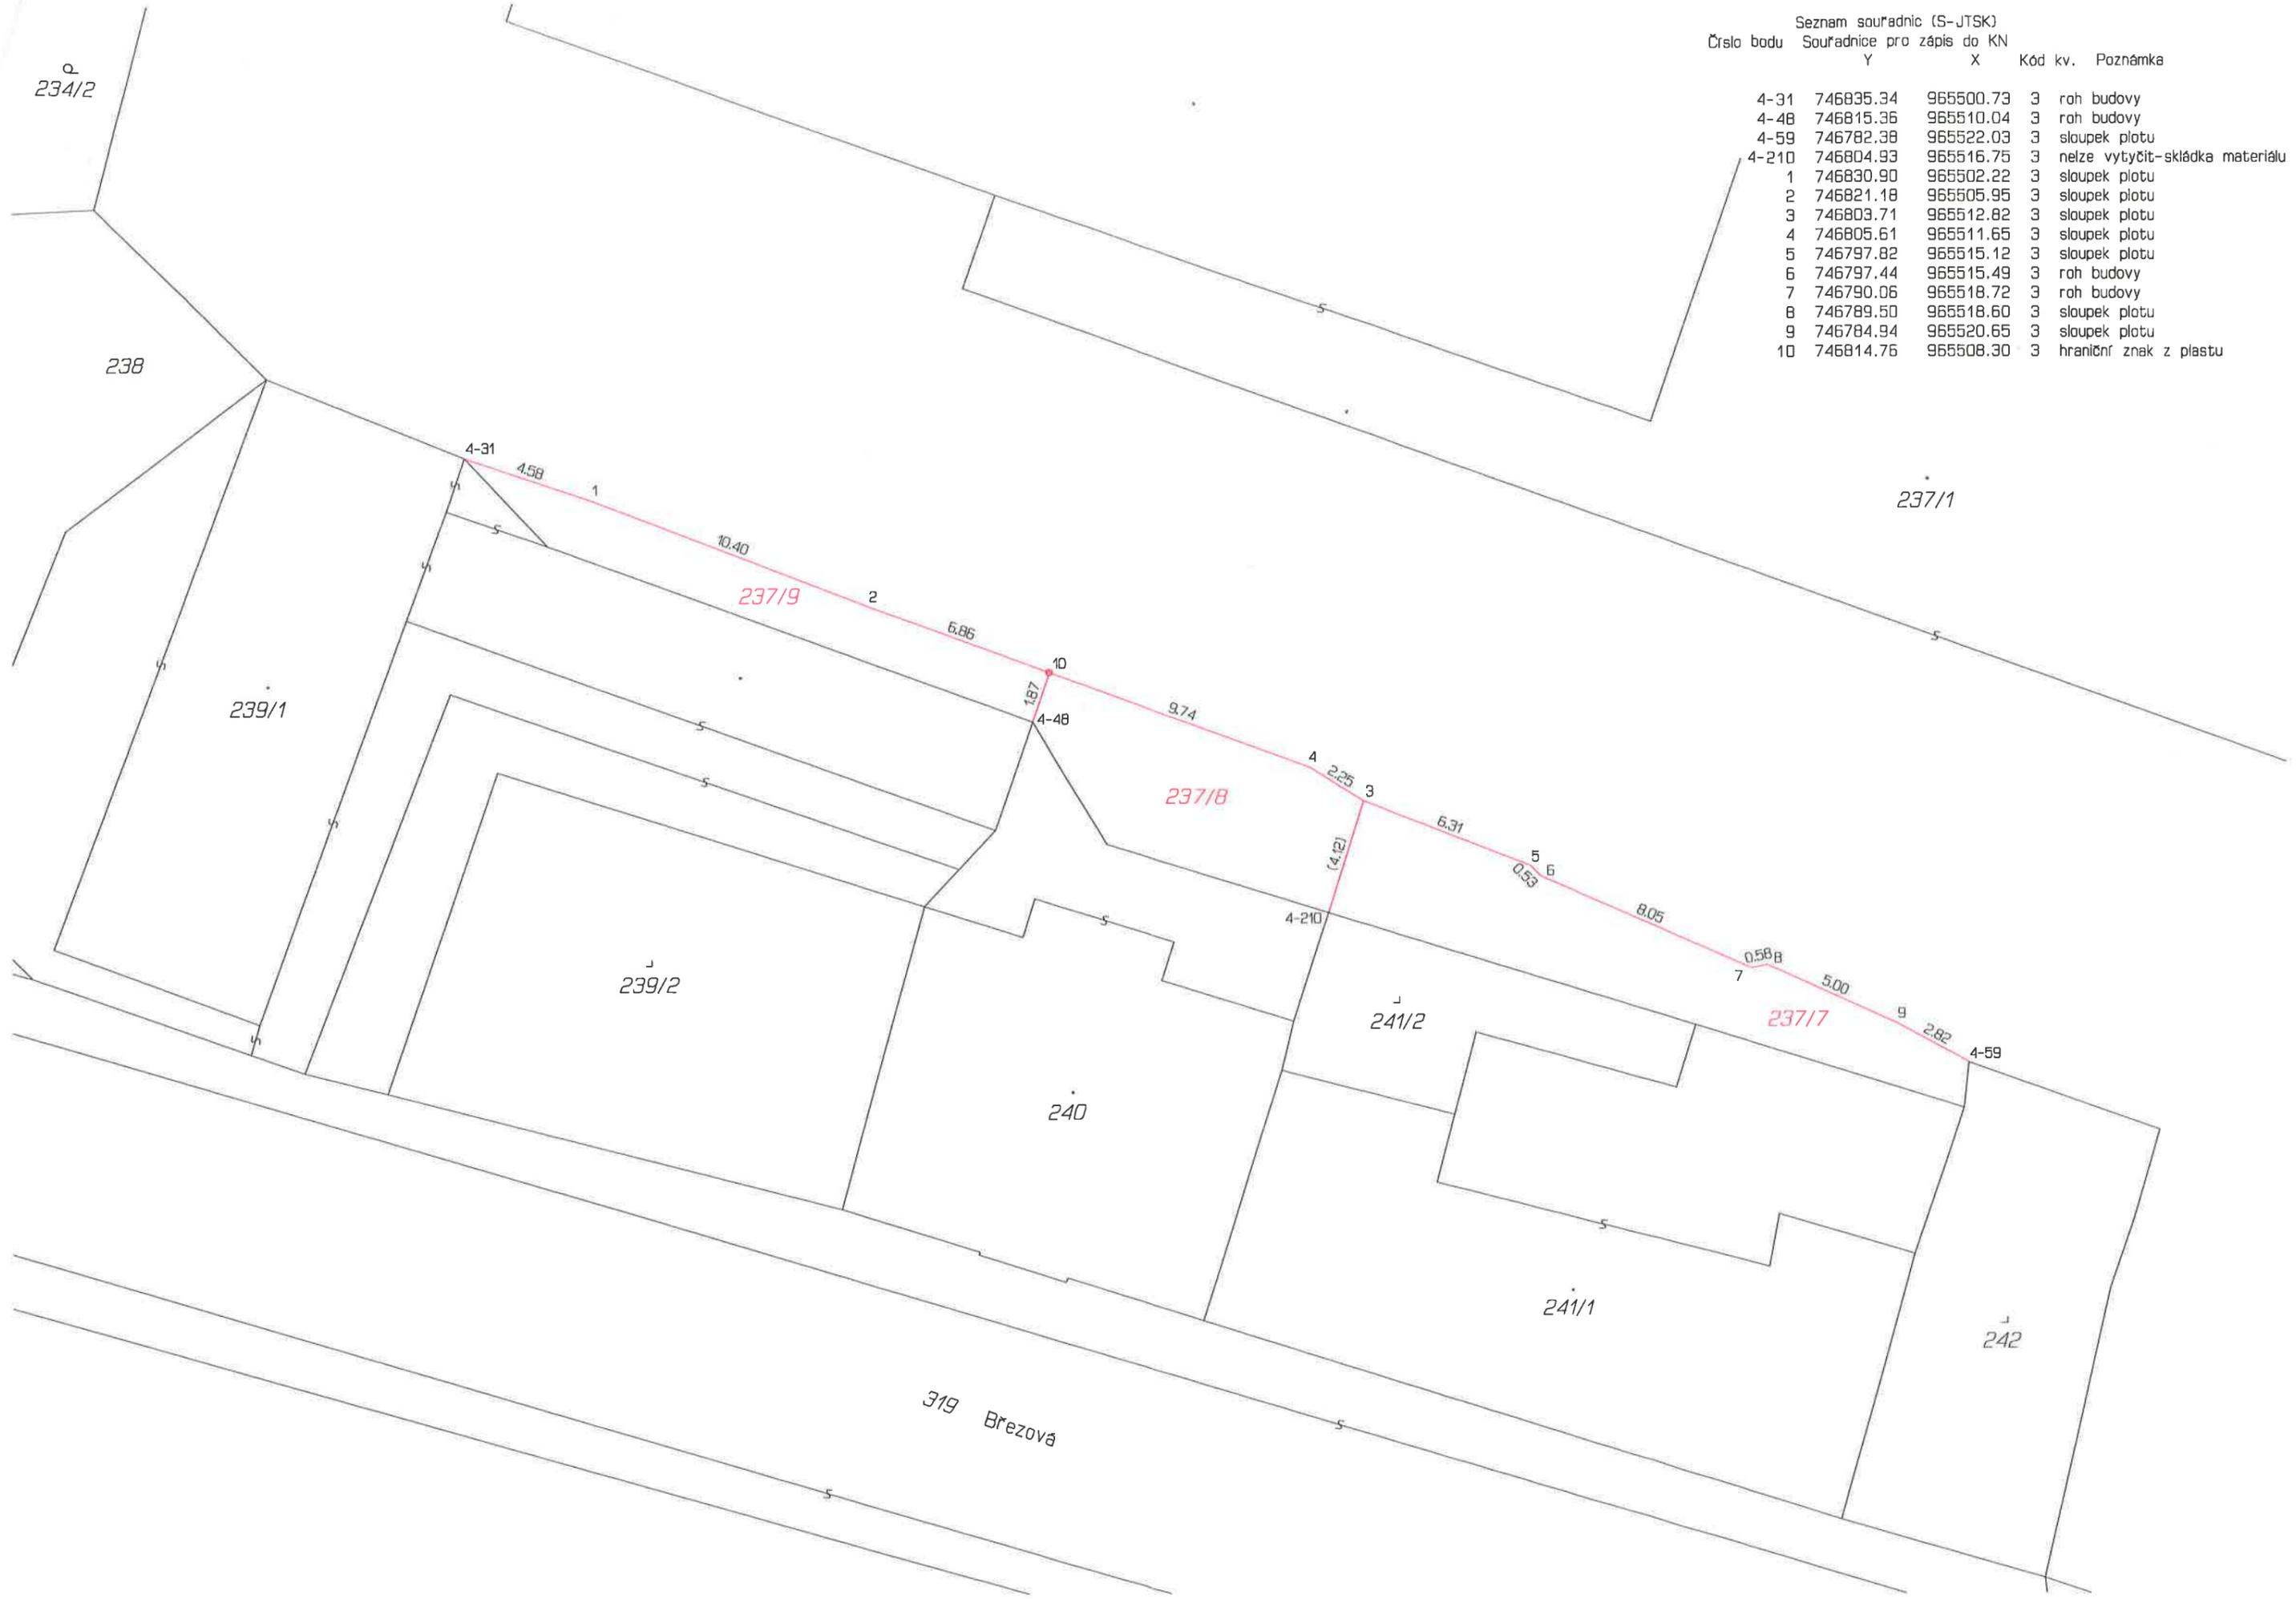 Seznam souřadnic (S-JTSK)
Číslo bodu Souřadnice pro zápis do KN
Y X Kód kv. Poznámka
4-31 746835.34 965500.73 3 roh budovy
4-48 746815.36 965510.04 3 roh budovy
4-59 746782.38 965522.03 3 sloupek plotu
4-210 746804.93 965516.75 3 nelze vytyčit-skládka materiálu
1 746830.90 965502.22 3 sloupek plotu
2 746821.18 965505.95 3 sloupek plotu
3 746803.71 965512.82 3 sloupek plotu
4 746805.61 965511.65 3 sloupek plotu
5 746797.82 965515.12 3 sloupek plotu
6 746797.44 965515.49 3 roh budovy
7 746790.06 965518.72 3 roh budovy
8 746789.50 965518.60 3 sloupek plotu
9 746784.94 965520.65 3 sloupek plotu
10 746814.76 965508.30 3 hraniční znak z plastu
234/2
238
4-31
4.58
1
237/1
10.40
237/9
2
6.86
10
1.87
4-48
9.74
239/1
4
2.25
3
237/8
6.31
(4.12)
5
6
0.53
8.05
4-210
0.58
8
7
5.00
239/2
241/2
237/7
9
2.82
4-59
240
241/1
242
319 Březová